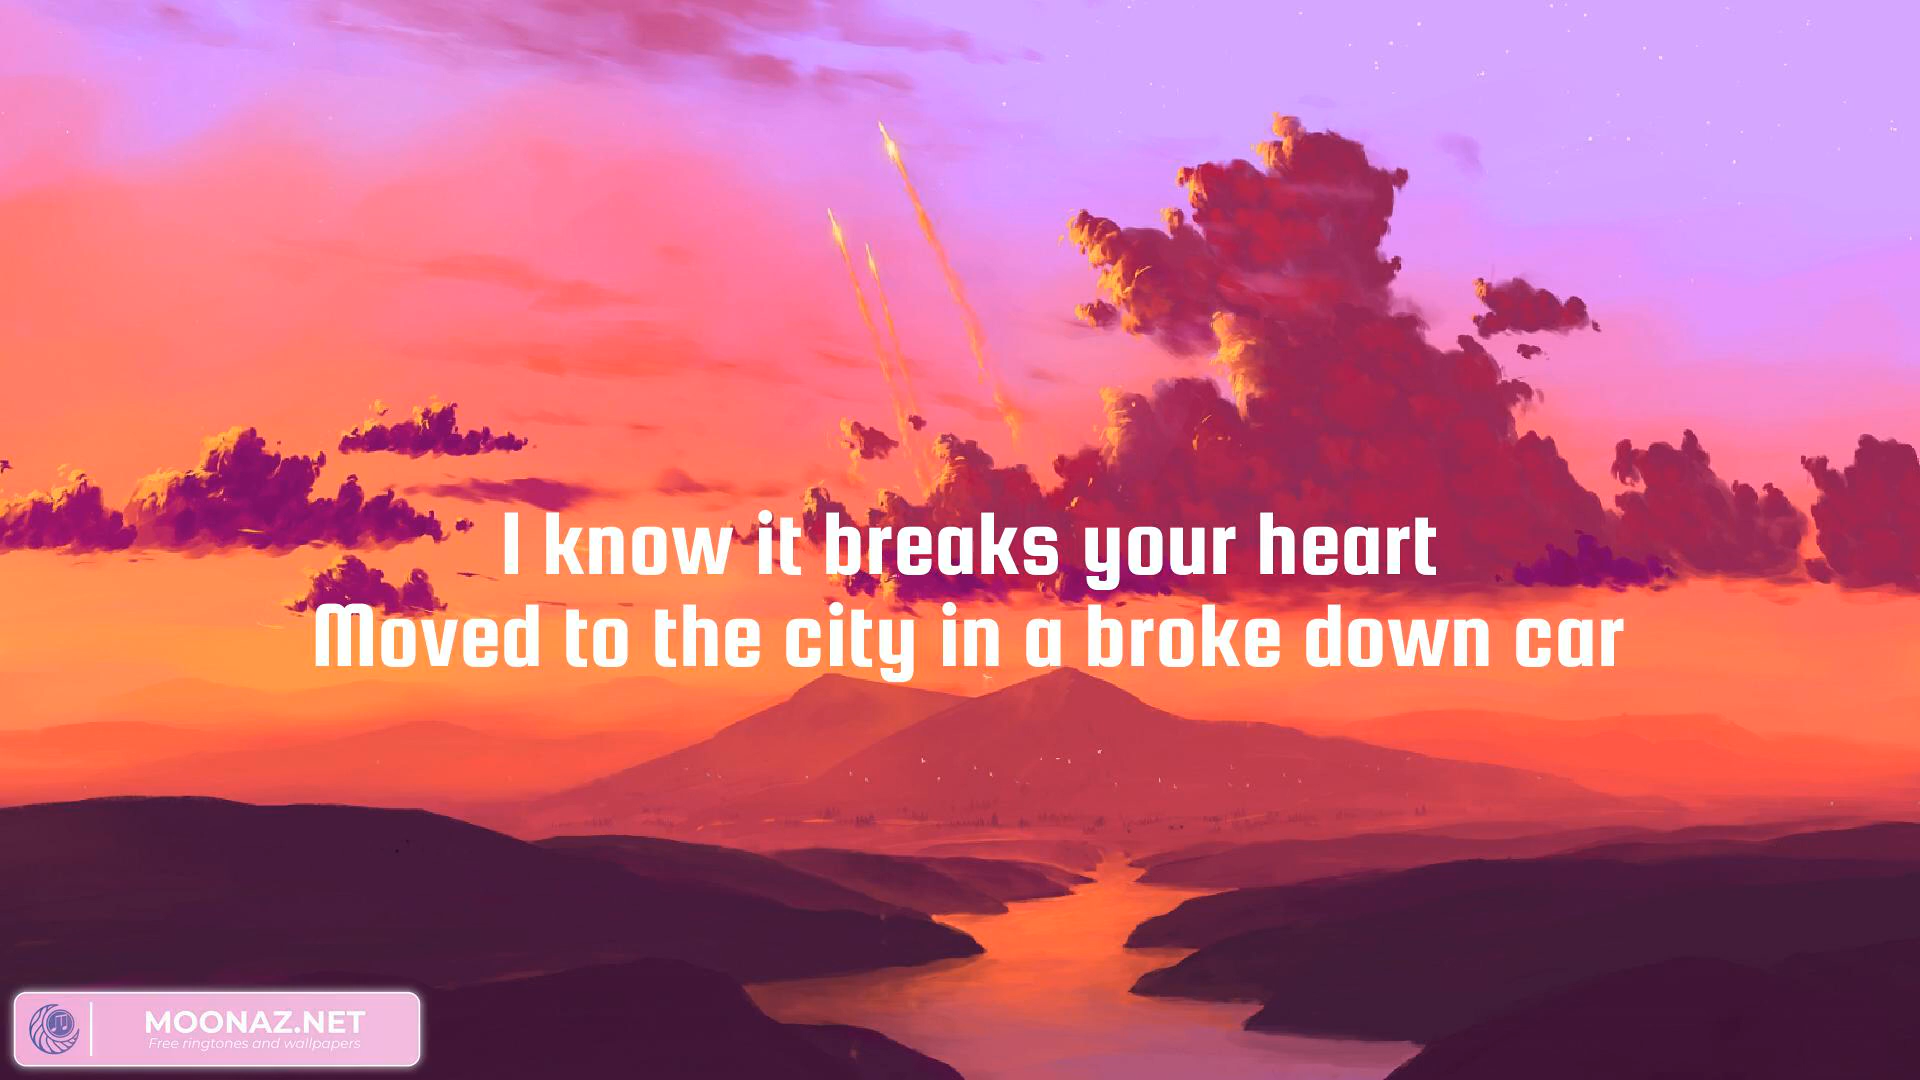 I know it breaks your heart
Moved to the city in a broke down car
MOONAZ.NET
Free ringtones and wallpapers